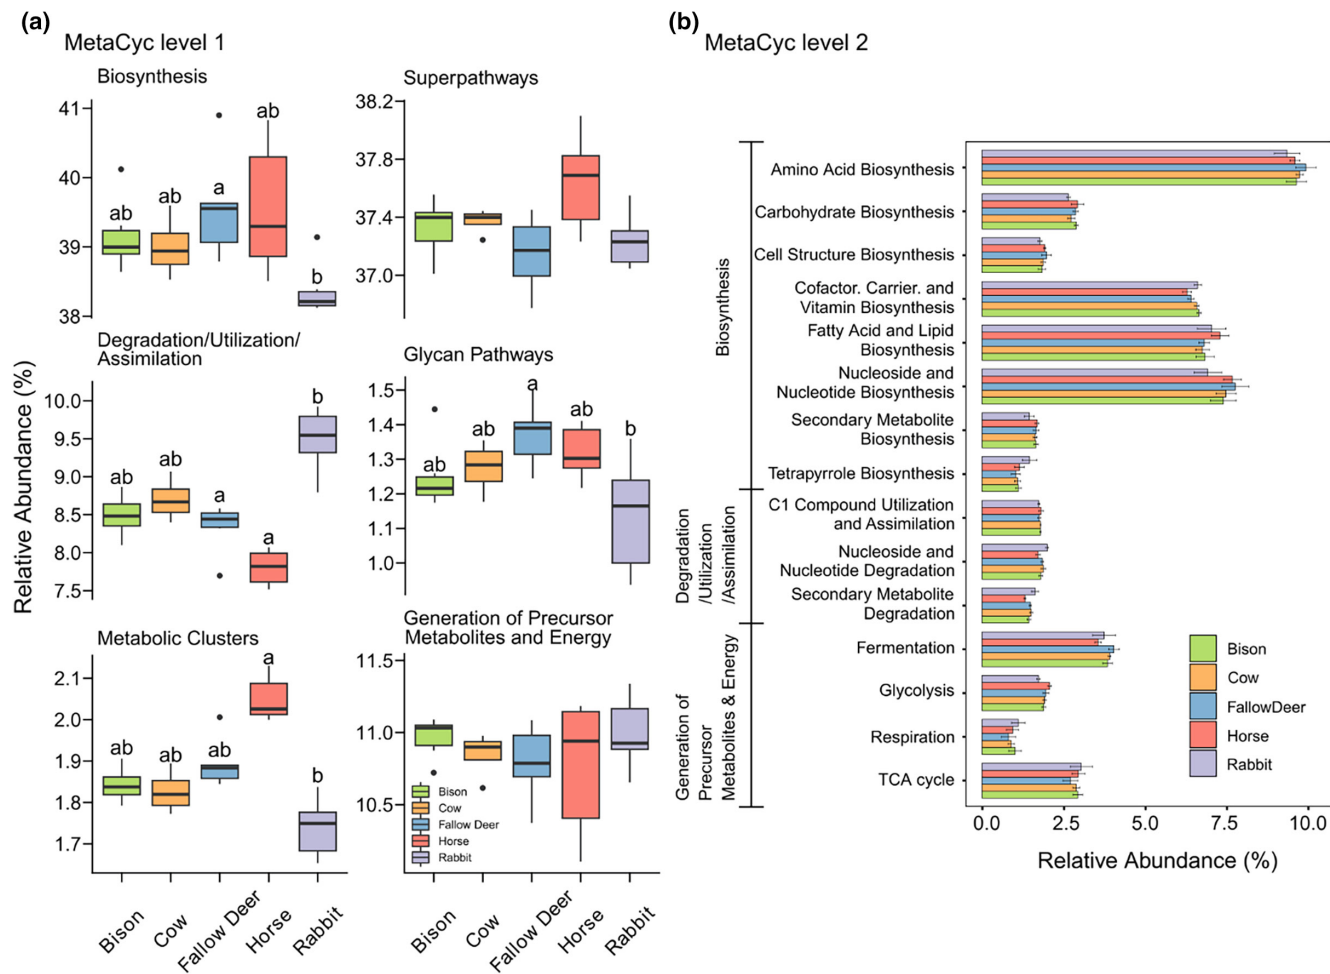 (a)
MetaCyc level 1
Relative Abundance (%)
Biosynthesis
41
40
39
38
ab
ab
a
ab
b
Superpathways
38.2
37.8
37.4
37.0
Degradation/Utilization/
Assimilation
10.0
9.5
9.0
8.5
8.0
7.5
ab
ab
a
a
b
Glycan Pathways
1.5
1.4
1.3
1.2
1.1
1.0
ab
ab
a
ab
b
Metabolic Clusters
2.1
2.0
1.9
1.8
1.7
ab
ab
ab
a
b
Generation of Precursor
Metabolites and Energy
11.5
11.0
10.5
Bison
Cow
Fallow Deer
Horse
Rabbit
Bison
Cow
Fallow Deer
Horse
Rabbit
Bison
Cow
Fallow Deer
Horse
Rabbit
(b)
MetaCyc level 2
Biosynthesis
Amino Acid Biosynthesis
Carbohydrate Biosynthesis
Cell Structure Biosynthesis
Cofactor. Carrier. and
Vitamin Biosynthesis
Fatty Acid and Lipid
Biosynthesis
Nucleoside and
Nucleotide Biosynthesis
Secondary Metabolite
Biosynthesis
Tetrapyrrole Biosynthesis
Degradation
/Utilization
/Assimilation
C1 Compound Utilization
and Assimilation
Nucleoside and
Nucleotide Degradation
Secondary Metabolite
Degradation
Generation of
Precursor
Metabolites & Energy
Fermentation
Glycolysis
Respiration
TCA cycle
Bison
Cow
FallowDeer
Horse
Rabbit
0.0
2.5
5.0
7.5
10.0
Relative Abundance (%)